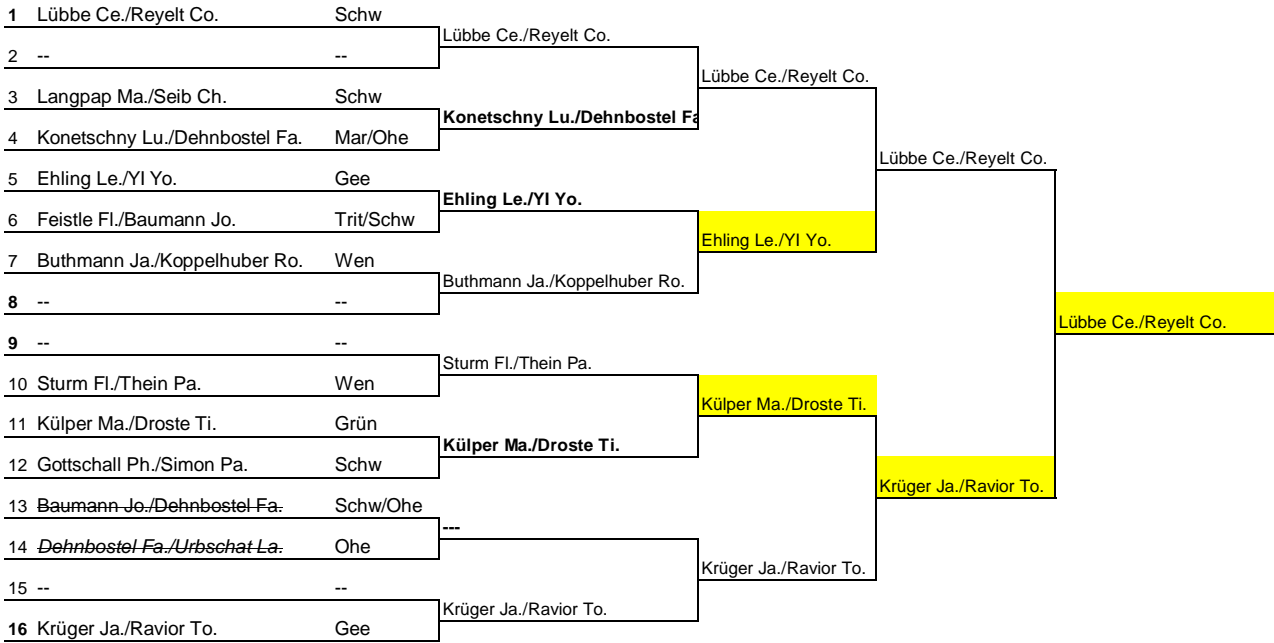 1 Lübbe Ce./Reyelt Co. Schw
Lübbe Ce./Reyelt Co.
2 -- --
Lübbe Ce./Reyelt Co.
3 Langpap Ma./Seib Ch. Schw
Konetschny Lu./Dehnbostel Fa
4 Konetschny Lu./Dehnbostel Fa. Mar/Ohe
Lübbe Ce./Reyelt Co.
5 Ehling Le./YI Yo. Gee
Ehling Le./YI Yo.
6 Feistle Fl./Baumann Jo. Trit/Schw
Ehling Le./YI Yo.
7 Buthmann Ja./Koppelhuber Ro. Wen
Buthmann Ja./Koppelhuber Ro.
8 -- --
Lübbe Ce./Reyelt Co.
9 -- --
Sturm Fl./Thein Pa.
10 Sturm Fl./Thein Pa. Wen
Külper Ma./Droste Ti.
11 Külper Ma./Droste Ti. Grün
Külper Ma./Droste Ti.
12 Gottschall Ph./Simon Pa. Schw
Krüger Ja./Ravior To.
13 Baumann Jo./Dehnbostel Fa. Schw/Ohe
---
14 Dehnbostel Fa./Urbschat La. Ohe
Krüger Ja./Ravior To.
15 -- --
Krüger Ja./Ravior To.
16 Krüger Ja./Ravior To. Gee